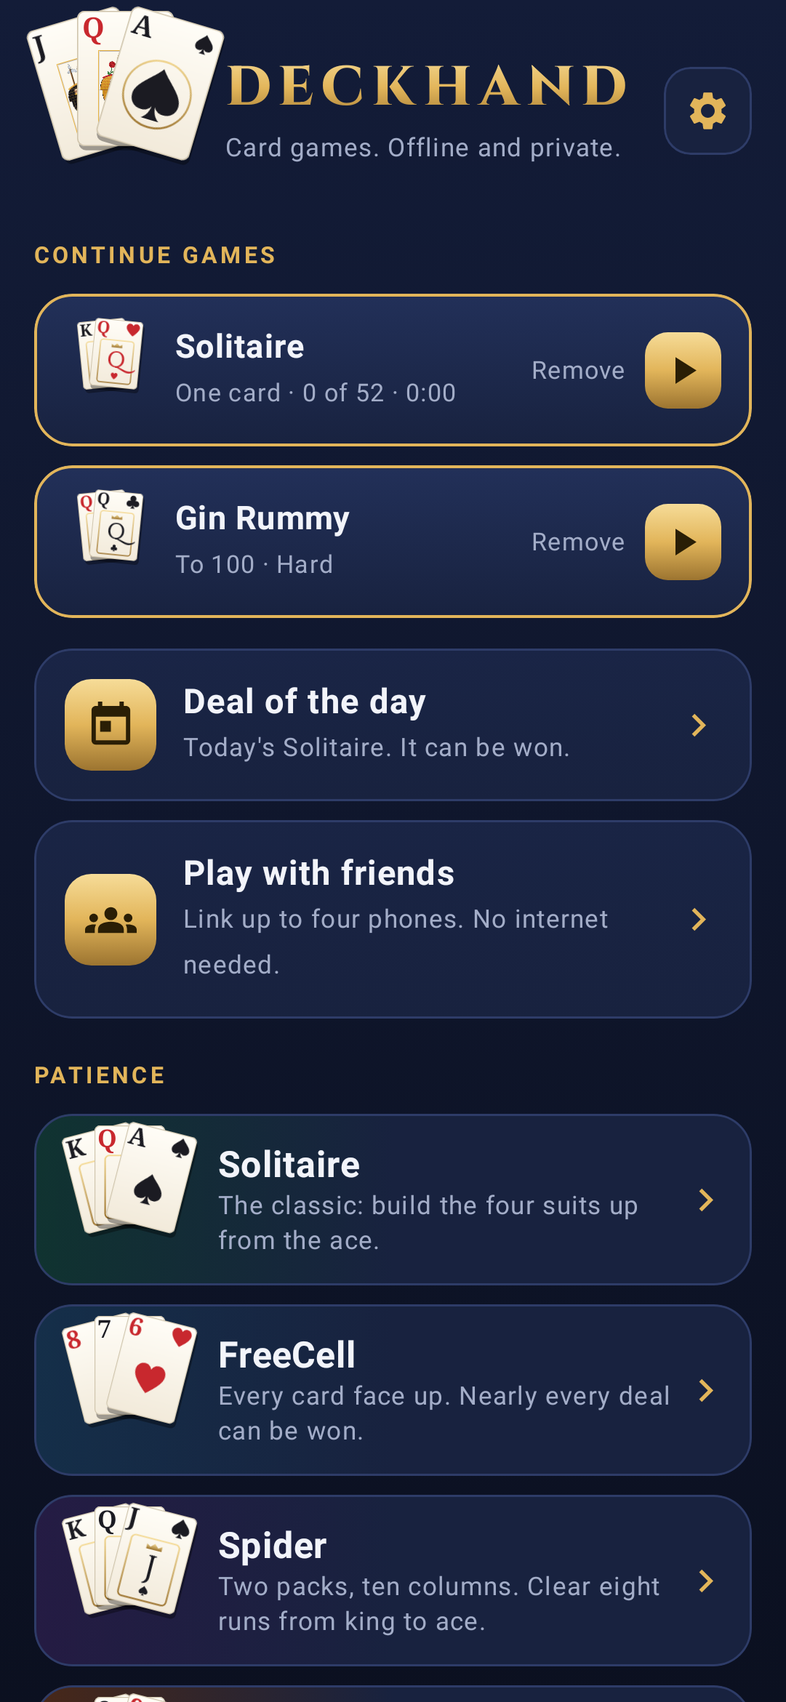 J Q A
DECKHAND
Card games. Offline and private.
CONTINUE GAMES
K Q
Q
Solitaire
One card · 0 of 52 · 0:00
Remove
Q Q
Q
Gin Rummy
To 100 · Hard
Remove
Deal of the day
Today's Solitaire. It can be won.
Play with friends
Link up to four phones. No internet
needed.
PATIENCE
K Q A
Solitaire
The classic: build the four suits up
from the ace.
8 7 6
FreeCell
Every card face up. Nearly every deal
can be won.
K Q J
J
Spider
Two packs, ten columns. Clear eight
runs from king to ace.